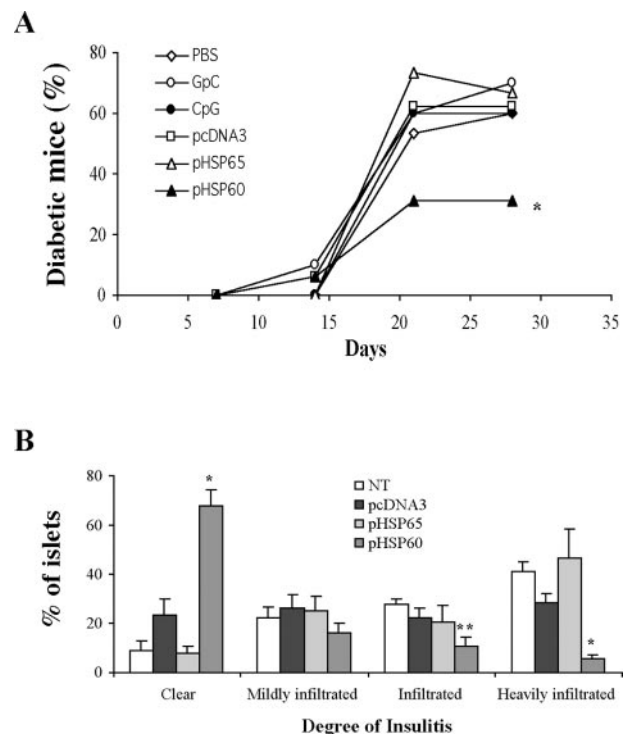 A
Diabetic mice (%)
80
60
40
20
0
PBS
GpC
CpG
pcDNA3
pHSP65
pHSP60
*
0 5 10 15 20 25 30 35
Days
B
% of islets
80
60
40
20
0
*
NT
pcDNA3
pHSP65
pHSP60
**
*
Clear Mildly infiltrated Infiltrated Heavily infiltrated
Degree of Insulitis